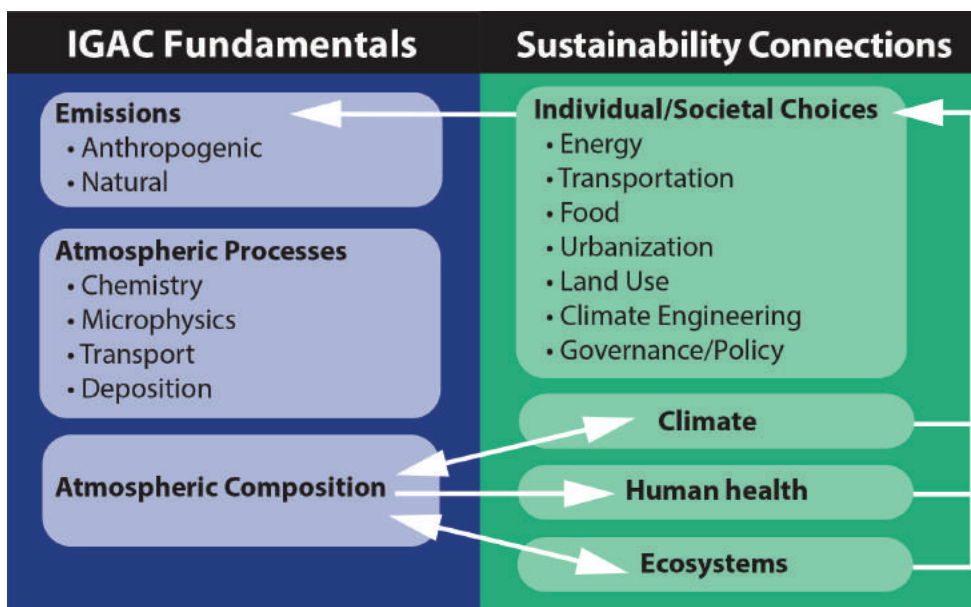 IGAC Fundamentals
Emissions
• Anthropogenic
• Natural
Atmospheric Processes
• Chemistry
• Microphysics
• Transport
• Deposition
Atmospheric Composition
Sustainability Connections
Individual/Societal Choices
• Energy
• Transportation
• Food
• Urbanization
• Land Use
• Climate Engineering
• Governance/Policy
Climate
Human health
Ecosystems